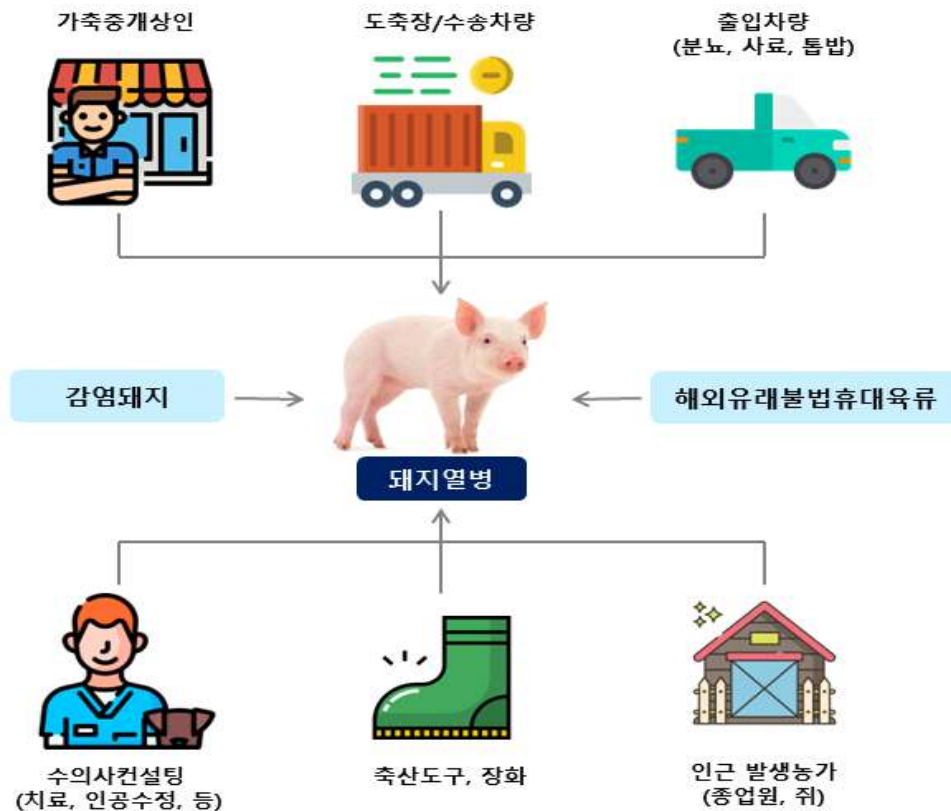 가축중개상인
도축장/수송차량
출입차량
(분뇨, 사료, 톱밥)
감염돼지
해외유래불법휴대육류
돼지열병
수의사컨설팅
(치료, 인공수정, 등)
축산도구, 장화
인근 발생농가
(종업원, 쥐)